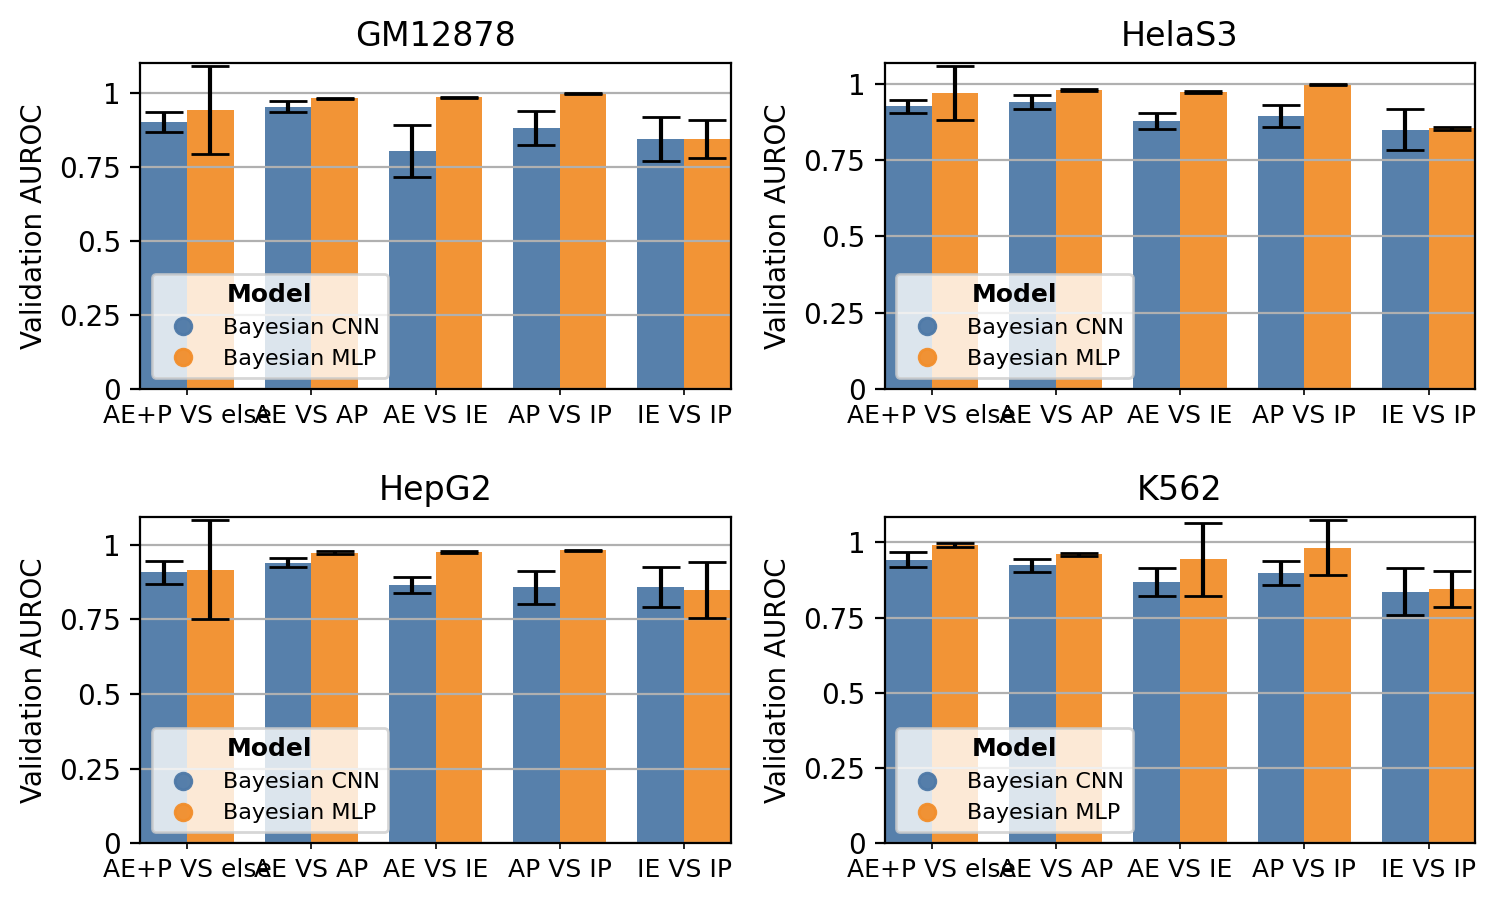 GM12878
Validation AUROC
1
0.75
0.5
0.25
0
Model
Bayesian CNN
Bayesian MLP
AE+P VS else
AE VS AP
AE VS IE
AP VS IP
IE VS IP
HelaS3
Validation AUROC
1
0.75
0.5
0.25
0
Model
Bayesian CNN
Bayesian MLP
AE+P VS else
AE VS AP
AE VS IE
AP VS IP
IE VS IP
HepG2
Validation AUROC
1
0.75
0.5
0.25
0
Model
Bayesian CNN
Bayesian MLP
AE+P VS else
AE VS AP
AE VS IE
AP VS IP
IE VS IP
K562
Validation AUROC
1
0.75
0.5
0.25
0
Model
Bayesian CNN
Bayesian MLP
AE+P VS else
AE VS AP
AE VS IE
AP VS IP
IE VS IP